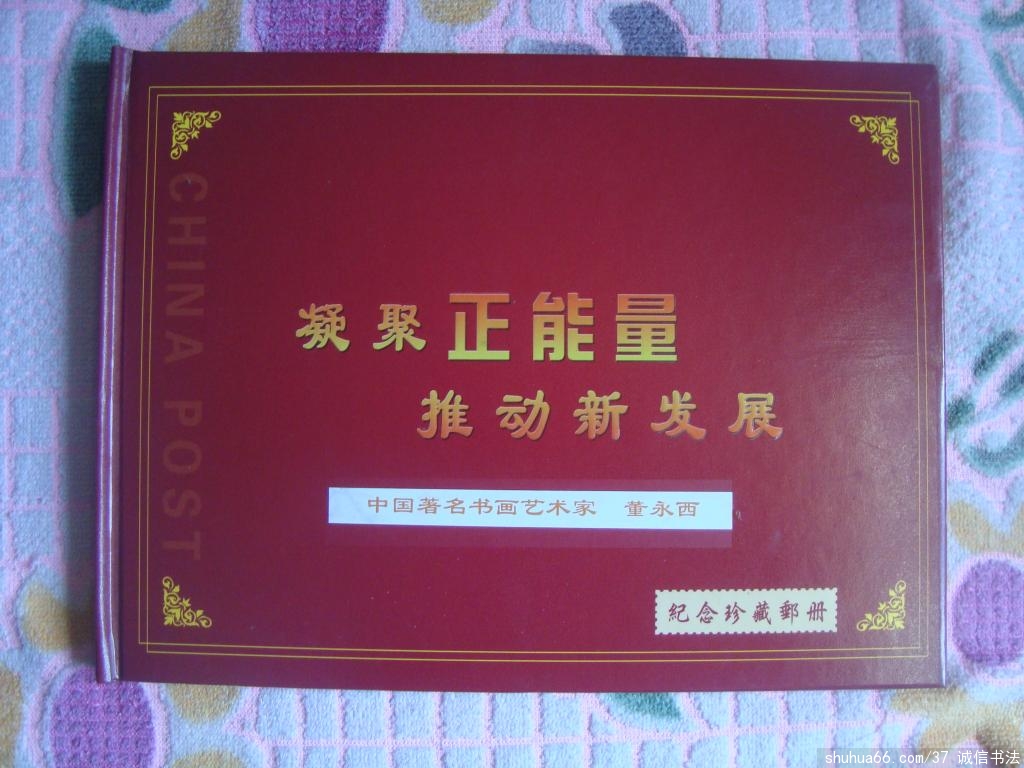 CHINA POST
凝聚正能量
推动新发展
中国著名书画艺术家 董永西
紀念珍藏郵册
shuhua66.com/37 诚信书法